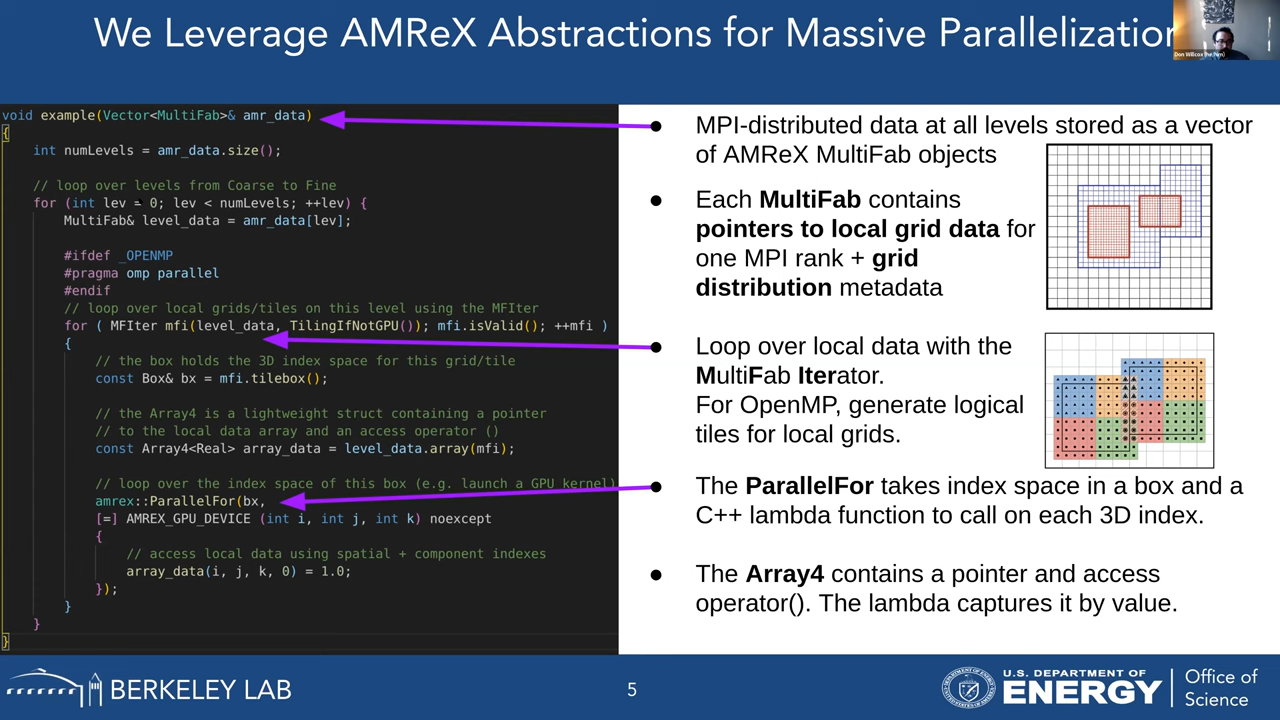 We Leverage AMReX Abstractions for Massive Parallelization
void example(Vector<MultiFab>& amr_data)
{
int numLevels = amr_data.size();
// loop over levels from Coarse to Fine
for (int lev = 0; lev < numLevels; ++lev) {
MultiFab& level_data = amr_data[lev];
#ifdef _OPENMP
#pragma omp parallel
#endif
// loop over local grids/tiles on this level using the MFIter
for ( MFIter mfi(level_data, TilingIfNotGPU()); mfi.isValid(); ++mfi )
{
// the box holds the 3D index space for this grid/tile
const Box& bx = mfi.tilebox();
// the Array4 is a lightweight struct containing a pointer
// to the local data array and an access operator ()
const Array4<Real> array_data = level_data.array(mfi);
// loop over the index space of this box (e.g. launch a GPU kernel)
amrex::ParallelFor(bx,
[=] AMREX_GPU_DEVICE (int i, int j, int k) noexcept
{
// access local data using spatial + component indexes
array_data(i, j, k, 0) = 1.0;
});
}
}
}
● MPI-distributed data at all levels stored as a vector
of AMReX MultiFab objects
● Each MultiFab contains
pointers to local grid data for
one MPI rank + grid
distribution metadata
● Loop over local data with the
MultiFab Iterator.
For OpenMP, generate logical
tiles for local grids.
● The ParallelFor takes index space in a box and a
C++ lambda function to call on each 3D index.
● The Array4 contains a pointer and access
operator(). The lambda captures it by value.
BERKELEY LAB
5
U.S. DEPARTMENT OF
ENERGY
Office of
Science